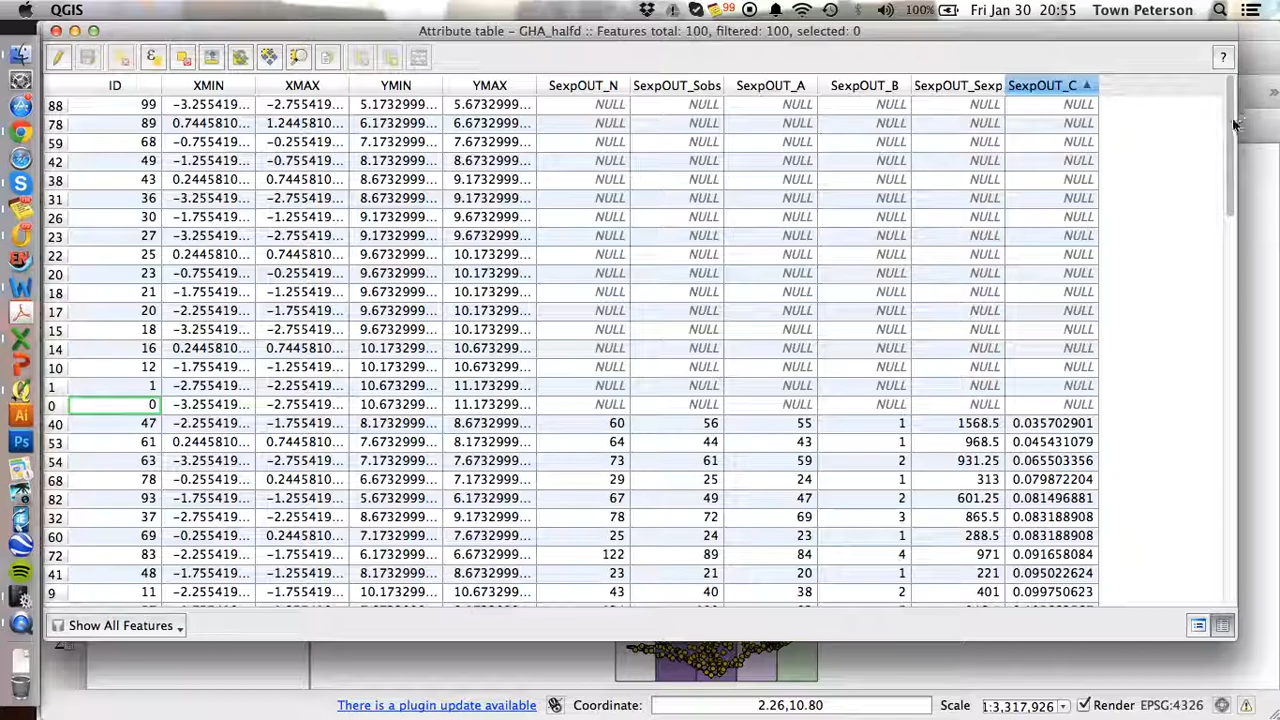 QGIS 99 100% Fri Jan 30 20:55 Town Peterson
Attribute table - GHA_halfd :: Features total: 100, filtered: 100, selected: 0
ID XMIN XMAX YMIN YMAX SexpOUT_N SexpOUT_Sobs SexpOUT_A SexpOUT_B SexpOUT_Sexp SexpOUT_C
88 99 -3.255419... -2.755419... 5.1732999... 5.6732999... NULL NULL NULL NULL NULL NULL
78 89 0.7445810... 1.2445810... 6.1732999... 6.6732999... NULL NULL NULL NULL NULL NULL
59 68 -0.755419... -0.255419... 7.1732999... 7.6732999... NULL NULL NULL NULL NULL NULL
42 49 -1.255419... -0.755419... 8.1732999... 8.6732999... NULL NULL NULL NULL NULL NULL
38 43 0.2445810... 0.7445810... 8.6732999... 9.1732999... NULL NULL NULL NULL NULL NULL
31 36 -3.255419... -2.755419... 8.6732999... 9.1732999... NULL NULL NULL NULL NULL NULL
26 30 -1.755419... -1.255419... 9.1732999... 9.6732999... NULL NULL NULL NULL NULL NULL
23 27 -3.255419... -2.755419... 9.1732999... 9.6732999... NULL NULL NULL NULL NULL NULL
22 25 0.2445810... 0.7445810... 9.6732999... 10.173299... NULL NULL NULL NULL NULL NULL
20 23 -0.755419... -0.255419... 9.6732999... 10.173299... NULL NULL NULL NULL NULL NULL
18 21 -1.755419... -1.255419... 9.6732999... 10.173299... NULL NULL NULL NULL NULL NULL
17 20 -2.255419... -1.755419... 9.6732999... 10.173299... NULL NULL NULL NULL NULL NULL
15 18 -3.255419... -2.755419... 9.6732999... 10.173299... NULL NULL NULL NULL NULL NULL
14 16 0.2445810... 0.7445810... 10.173299... 10.673299... NULL NULL NULL NULL NULL NULL
10 12 -1.755419... -1.255419... 10.173299... 10.673299... NULL NULL NULL NULL NULL NULL
1 1 -2.755419... -2.255419... 10.673299... 11.173299... NULL NULL NULL NULL NULL NULL
0 0 -3.255419... -2.755419... 10.673299... 11.173299... NULL NULL NULL NULL NULL NULL
40 47 -2.255419... -1.755419... 8.1732999... 8.6732999... 60 56 55 1 1568.5 0.035702901
53 61 0.2445810... 0.7445810... 7.6732999... 8.1732999... 64 44 43 1 968.5 0.045431079
54 63 -3.255419... -2.755419... 7.1732999... 7.6732999... 73 61 59 2 931.25 0.065503356
68 78 -0.255419... 0.2445810... 6.6732999... 7.1732999... 29 25 24 1 313 0.079872204
82 93 -1.755419... -1.255419... 5.6732999... 6.1732999... 67 49 47 2 601.25 0.081496881
32 37 -2.755419... -2.255419... 8.6732999... 9.1732999... 78 72 69 3 865.5 0.083188908
60 69 -0.255419... 0.2445810... 7.1732999... 7.6732999... 25 24 23 1 288.5 0.083188908
72 83 -2.255419... -1.755419... 6.1732999... 6.6732999... 122 89 84 4 971 0.091658084
41 48 -1.755419... -1.255419... 8.1732999... 8.6732999... 23 21 20 1 221 0.095022624
9 11 -2.255419... -1.755419... 10.173299... 10.673299... 43 40 38 2 401 0.099750623
Show All Features
There is a plugin update available Coordinate: 2.26,10.80 Scale 1:3,317,926 Render EPSG:4326